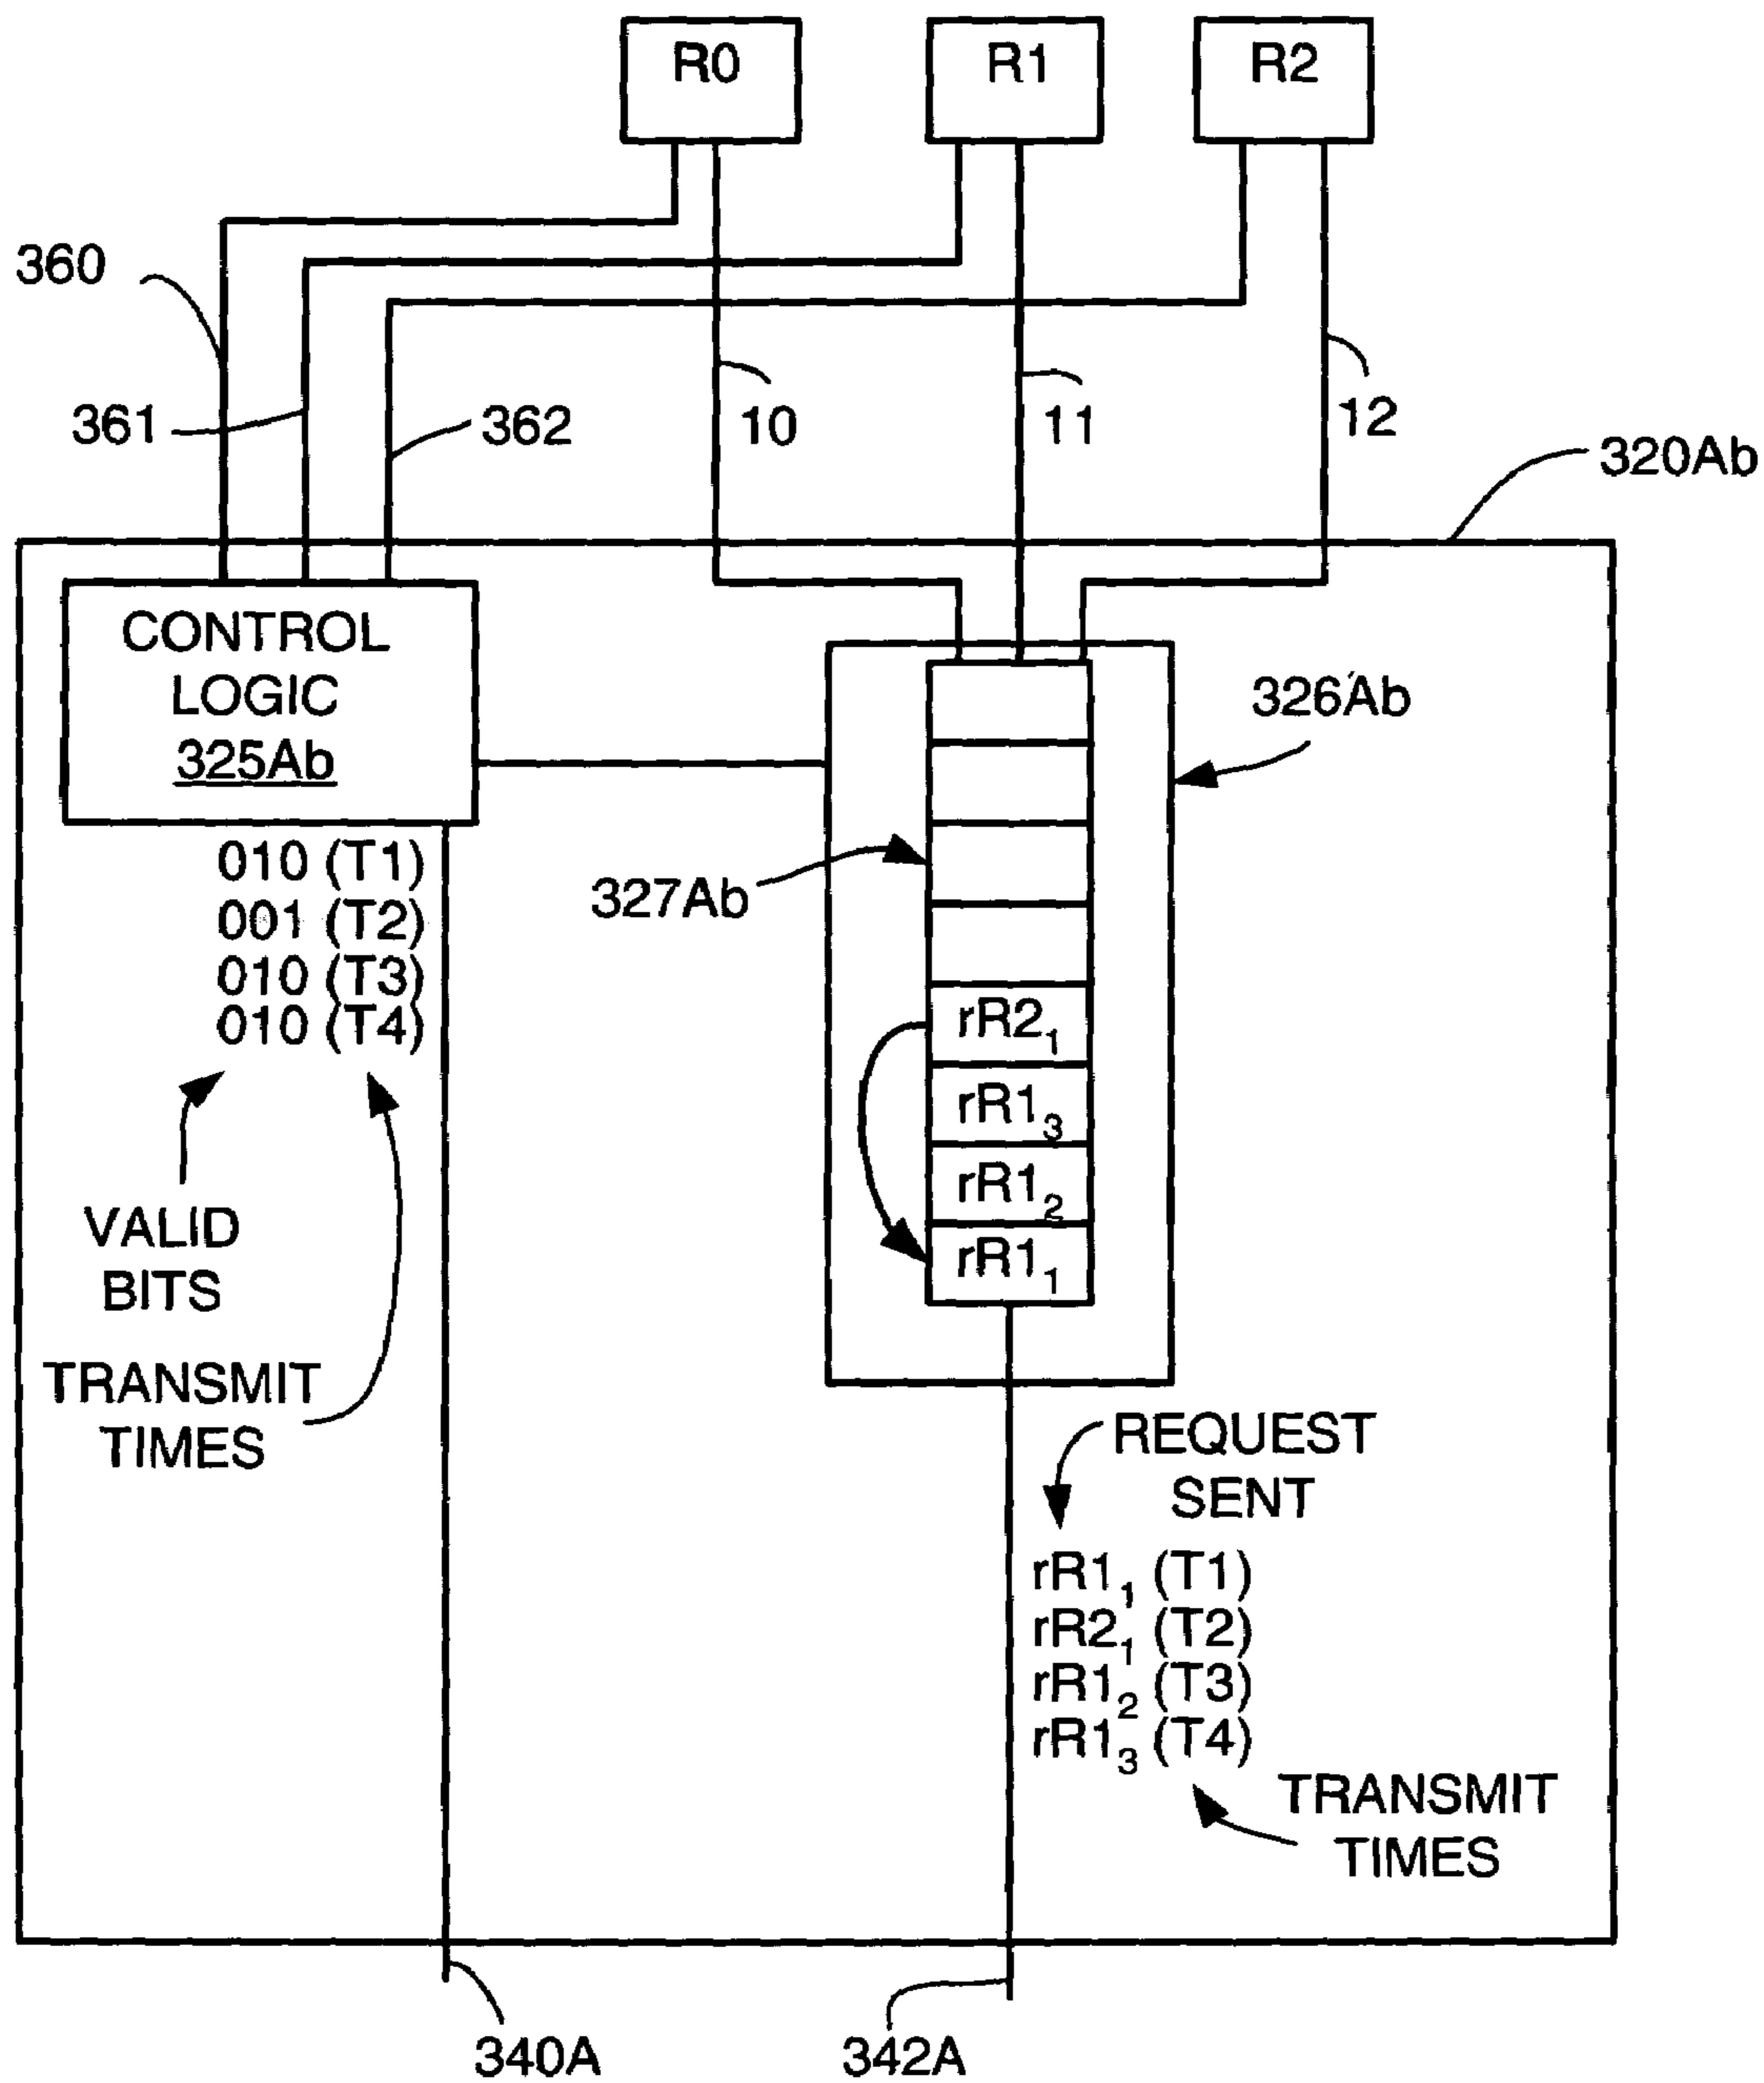 R0
R1
R2
360
361
362
10
11
12
320Ab
CONTROL
LOGIC
325Ab
326Ab
327Ab
010 (T1)
001 (T2)
010 (T3)
010 (T4)
VALID
BITS
TRANSMIT
TIMES
rR2₁
rR1₃
rR1₂
rR1₁
REQUEST
SENT
rR1₁ (T1)
rR2₁ (T2)
rR1₂ (T3)
rR1₃ (T4)
TRANSMIT
TIMES
340A
342A